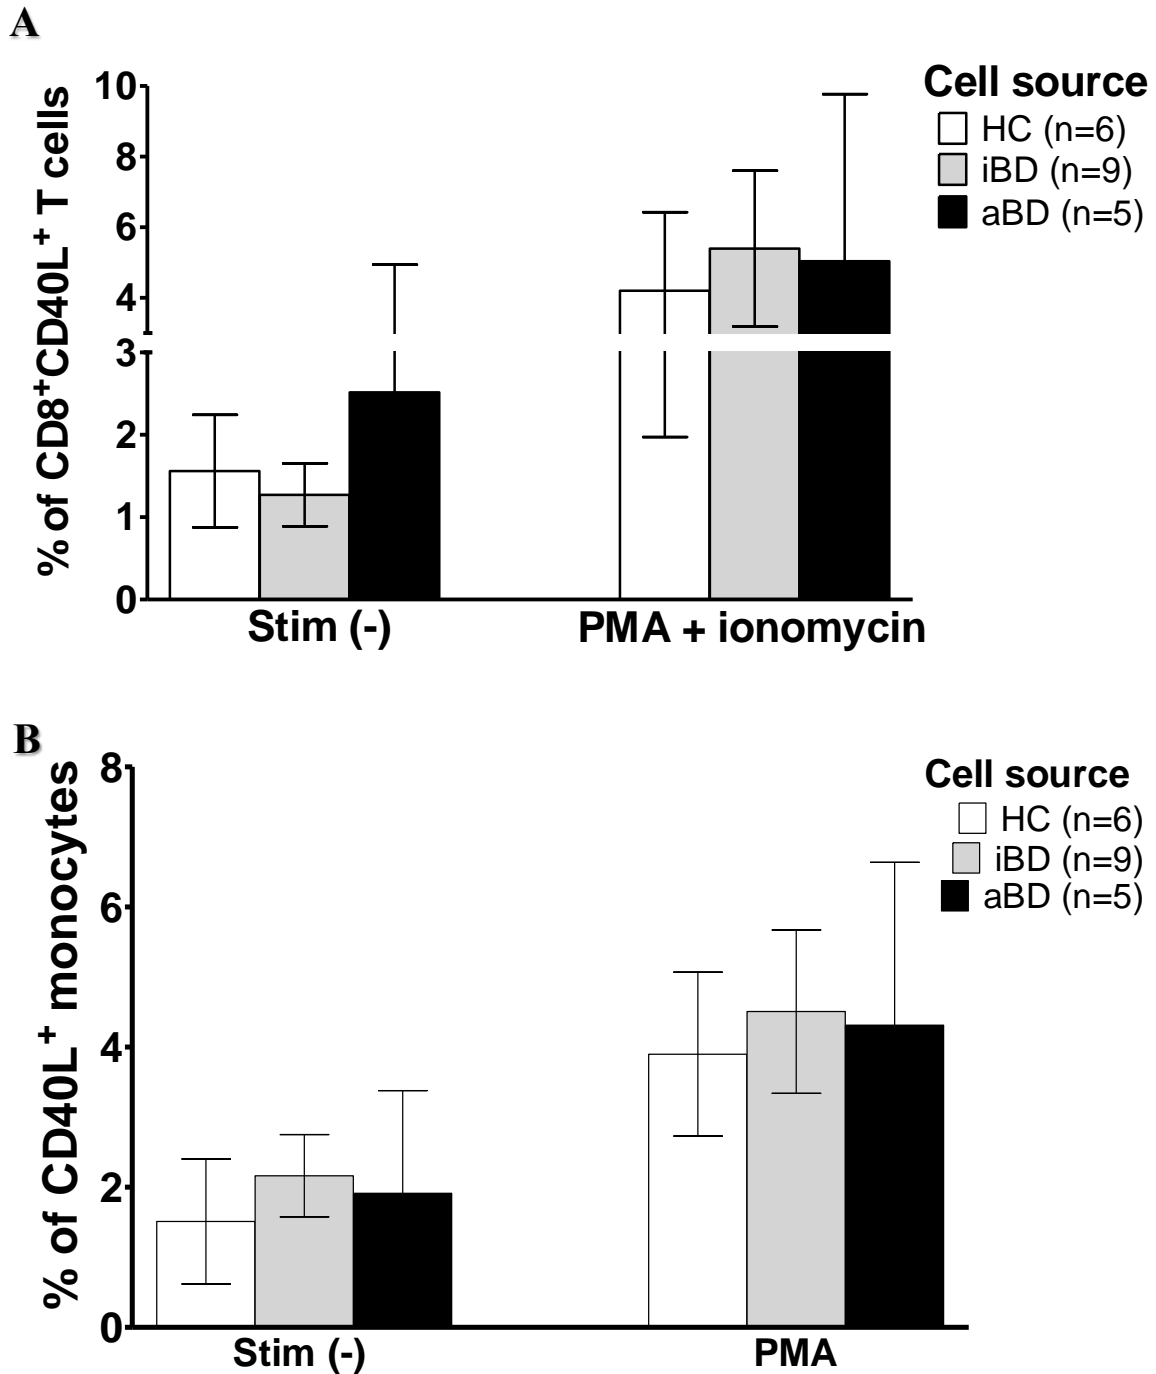 A
% of CD8⁺CD40L⁺ T cells
10
8
6
4
3
2
1
0
Stim (-)
PMA + ionomycin
Cell source
HC (n=6)
iBD (n=9)
aBD (n=5)
B
% of CD40L⁺ monocytes
8
6
4
2
0
Stim (-)
PMA
Cell source
HC (n=6)
iBD (n=9)
aBD (n=5)